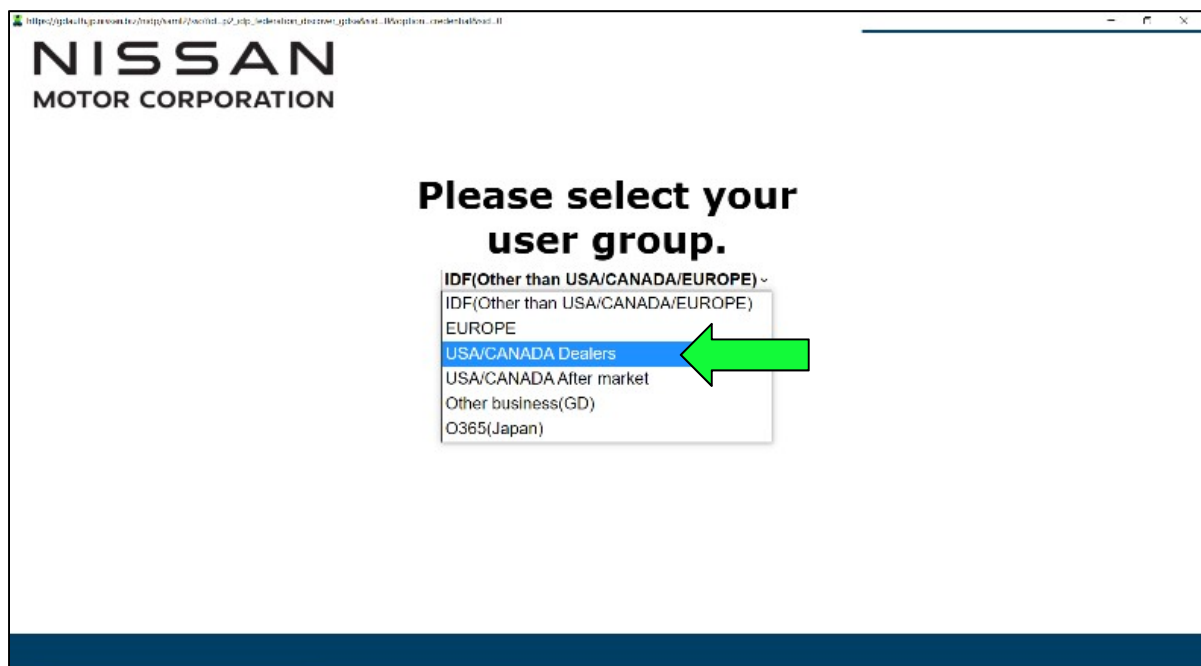 NISSAN
MOTOR CORPORATION
Please select your
user group.
IDF(Other than USA/CANADA/EUROPE)
IDF(Other than USA/CANADA/EUROPE)
EUROPE
USA/CANADA Dealers
USA/CANADA After market
Other business(GD)
O365(Japan)